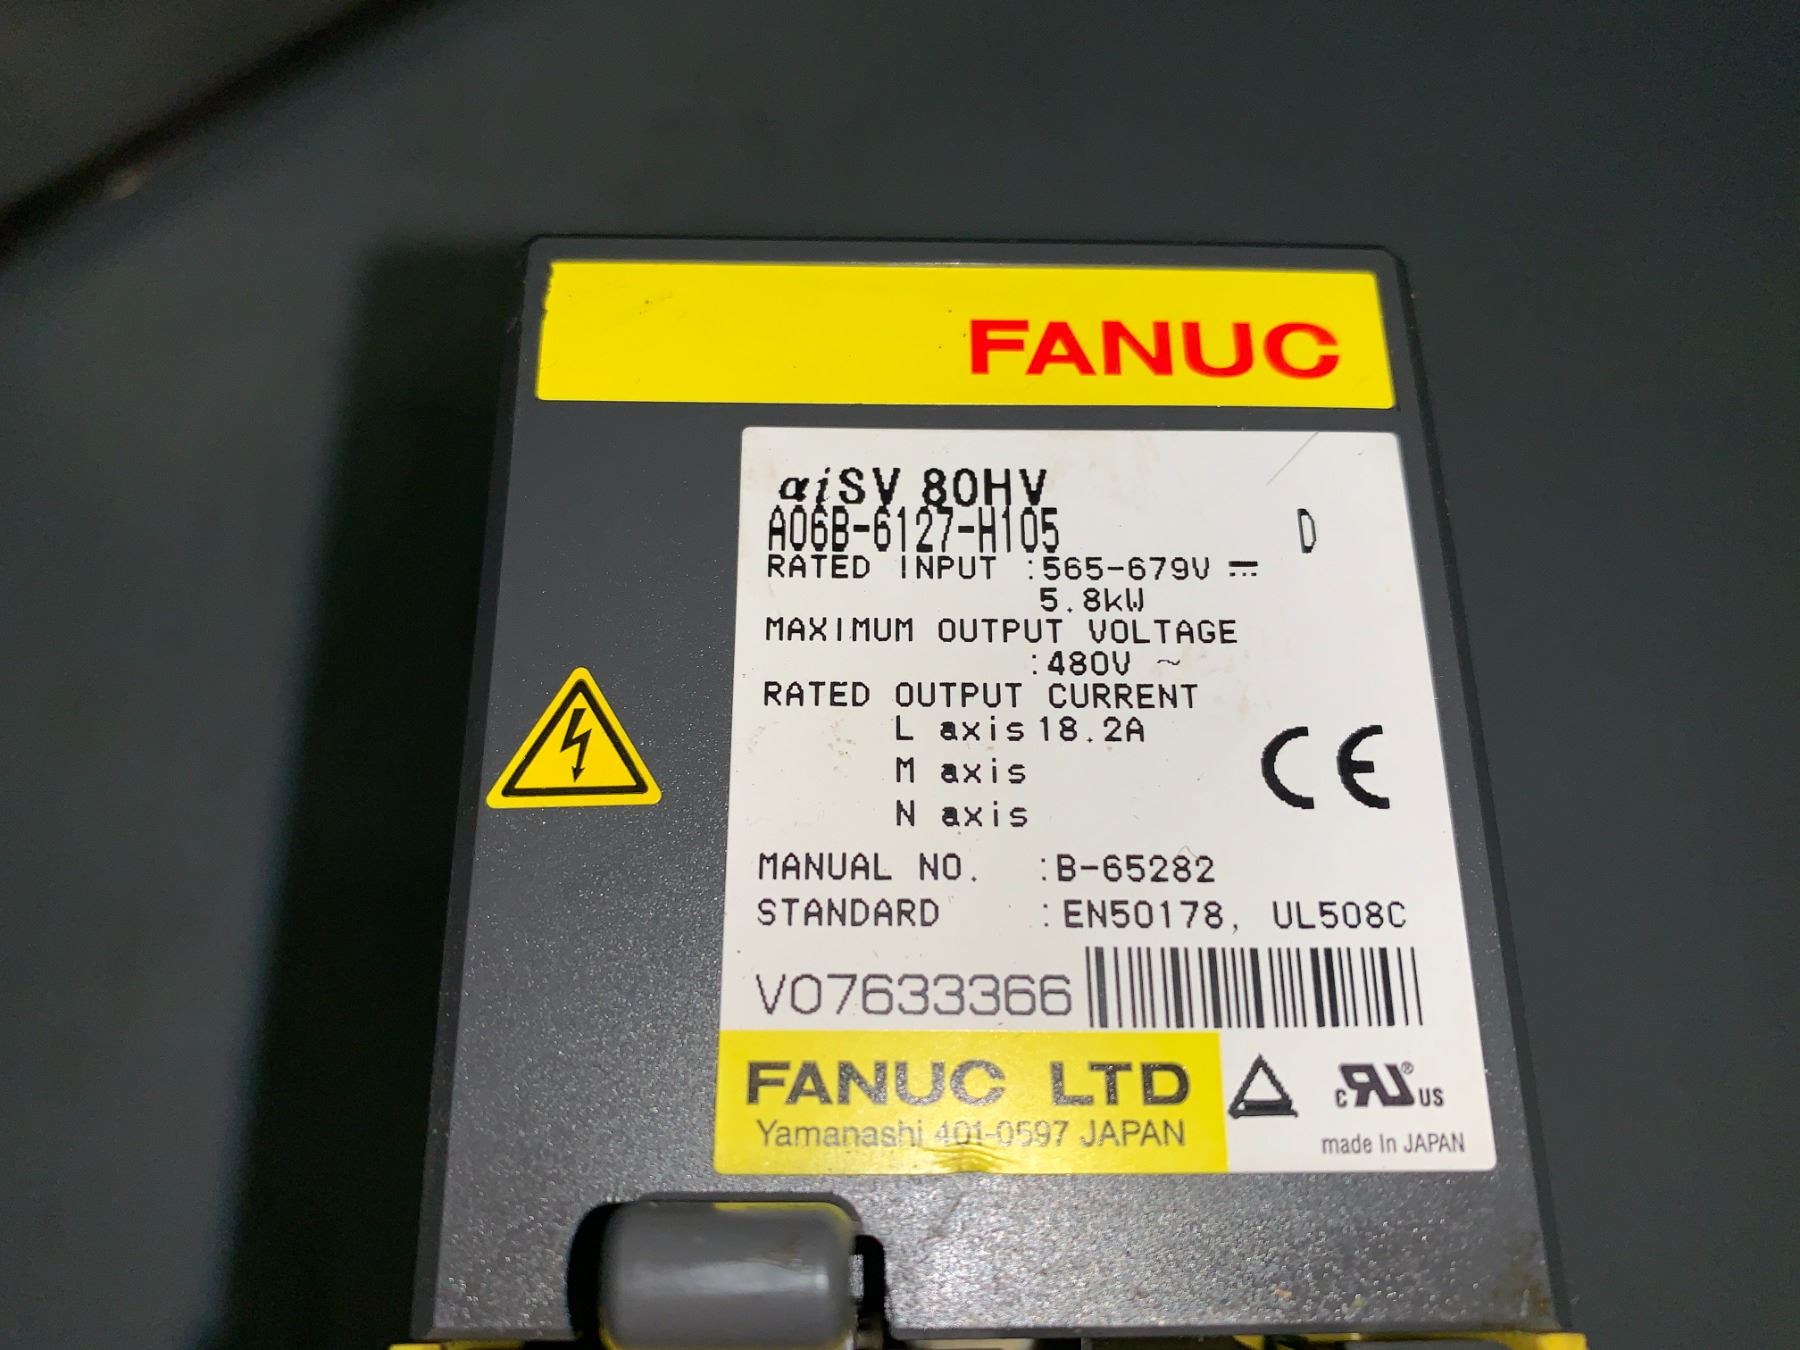 FANUC
αiSV 80HV
A06B-6127-H105 D
RATED INPUT :565-679V ⎓
5.8kW
MAXIMUM OUTPUT VOLTAGE
:480V ~
RATED OUTPUT CURRENT
L axis 18.2A
M axis
N axis
CE
MANUAL NO. :B-65282
STANDARD :EN50178, UL508C
V07633366
FANUC LTD
Yamanashi 401-0597 JAPAN
c RU ® US
made In JAPAN